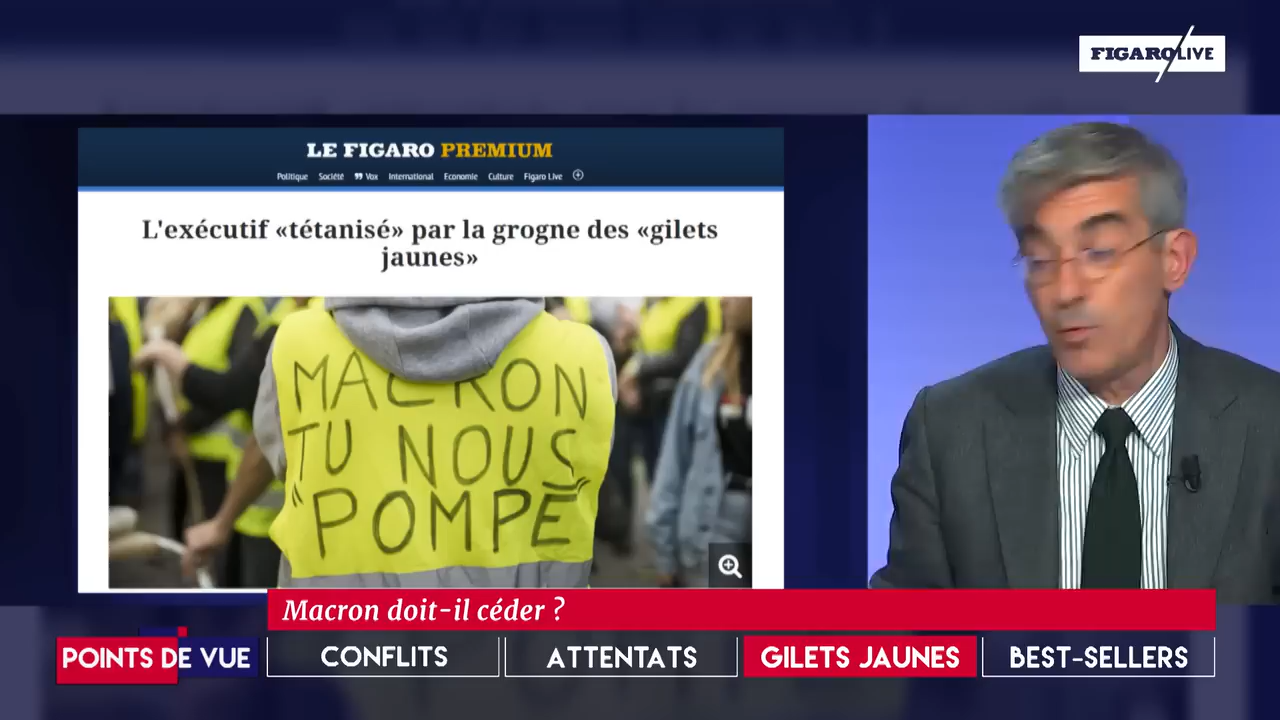 FIGARO LIVE
LE FIGARO PREMIUM
Politique Société Vox International Economie Culture Figaro Live
L'exécutif «tétanisé» par la grogne des «gilets
jaunes»
MACRON
TU NOUS
"POMPE"
Macron doit-il céder ?
POINTS DE VUE CONFLITS ATTENTATS GILETS JAUNES BEST-SELLERS